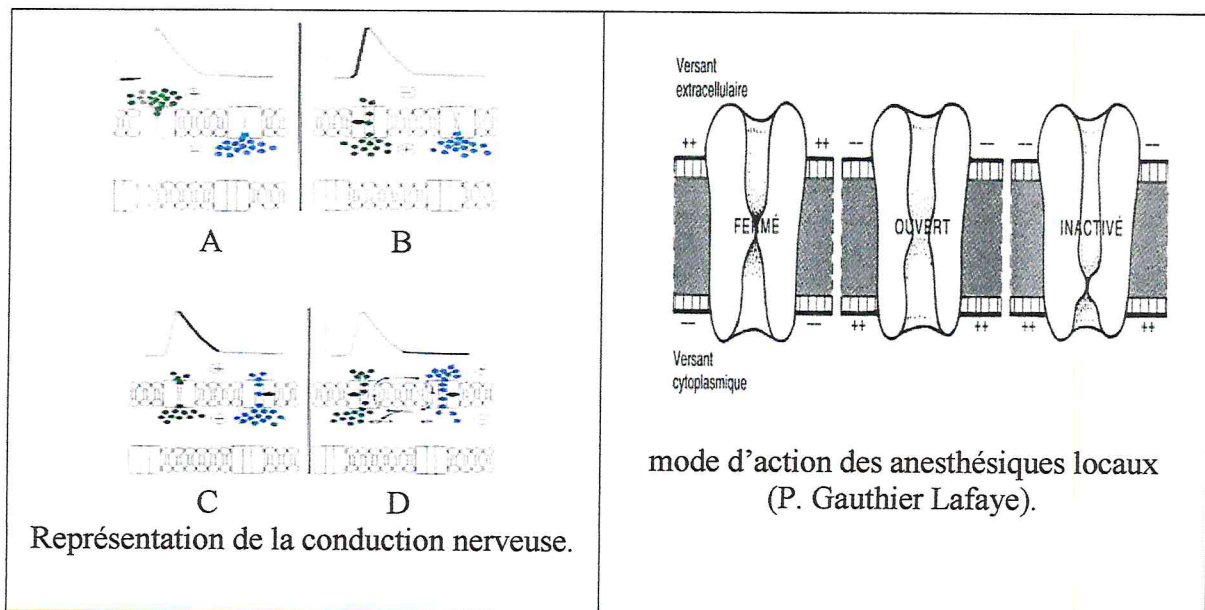 A
B
C
D
Représentation de la conduction nerveuse.
Versant
extracellulaire
++
++
--
--
--
--
FERMÉ
OUVERT
INACTIVÉ
--
--
++
++
++
++
Versant
cytoplasmique
mode d'action des anesthésiques locaux
(P. Gauthier Lafaye).